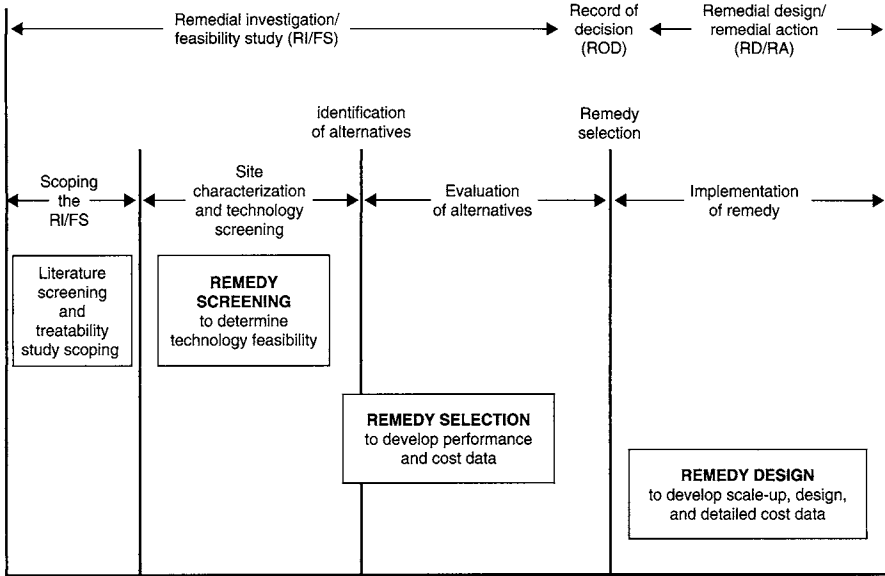 Remedial investigation/
feasibility study (RI/FS)
Record of
decision
(ROD)
Remedial design/
remedial action
(RD/RA)
identification
of alternatives
Remedy
selection
Scoping
the
RI/FS
Site
characterization
and technology
screening
Evaluation
of alternatives
Implementation
of remedy
Literature
screening
and
treatability
study scoping
REMEDY
SCREENING
to determine
technology feasibility
REMEDY SELECTION
to develop performance
and cost data
REMEDY DESIGN
to develop scale-up, design,
and detailed cost data